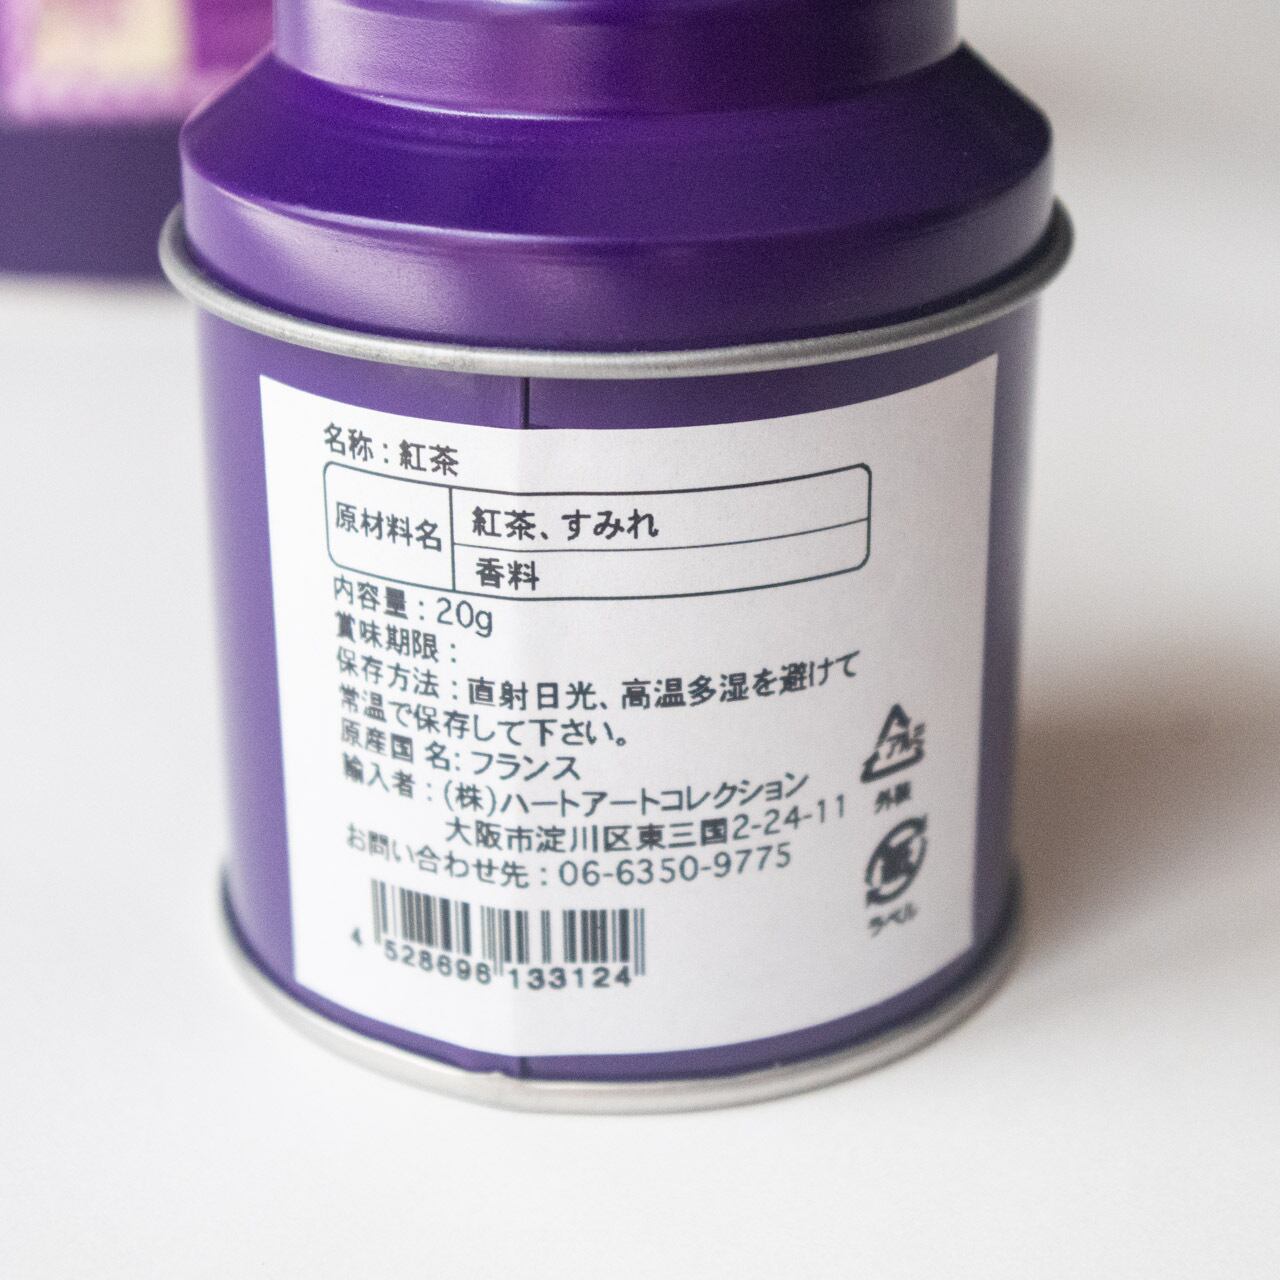 名称：紅茶
原材料名
紅茶、すみれ
香料
内容量：20g
賞味期限：
保存方法：直射日光、高温多湿を避けて
常温で保存して下さい。
原産国 名：フランス
輸入者：(株)ハートアートコレクション
大阪市淀川区東三国2-24-11
お問い合わせ先：06-6350-9775
アルミ
外装
紙
ラベル
4 528696 133124